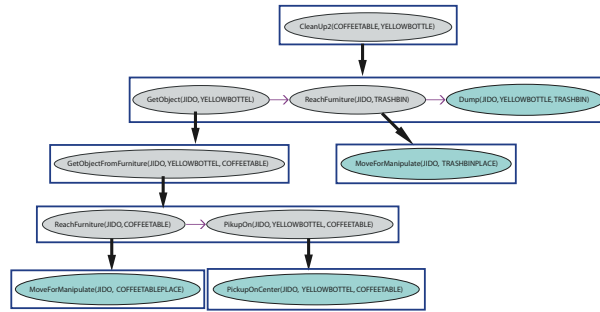 CleanUp2(COFFEETABLE, YELLOWBOTTLE)
GetObject(JIDO, YELLOWBOTTEL)
ReachFurniture(JIDO, TRASHBIN)
Dump(JIDO, YELLOWBOTTLE, TRASHBIN)
GetObjectFromFurniture(JIDO, YELLOWBOTTEL, COFFEETABLE)
MoveForManipulate(JIDO, TRASHBINPLACE)
ReachFurniture(JIDO, COFFEETABLE)
PikupOn(JIDO, YELLOWBOTTEL, COFFEETABLE)
MoveForManipulate(JIDO, COFFEETABLEPLACE)
PickupOnCenter(JIDO, YELLOWBOTTEL, COFFEETABLE)